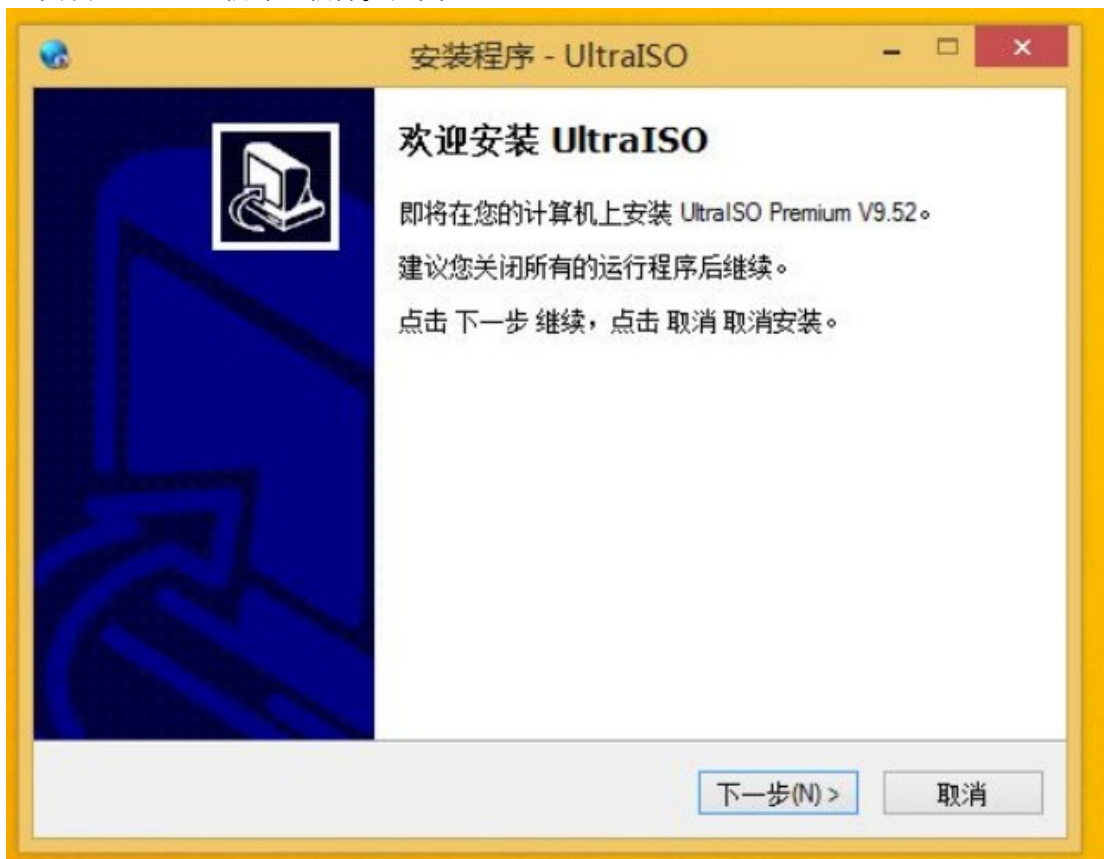 安装程序 - UltraISO
欢迎安装 UltraISO
即将在您的计算机上安装 UltraISO Premium V9.52。
建议您关闭所有的运行程序后继续。
点击 下一步 继续，点击 取消 取消安装。
下一步(N) >
取消